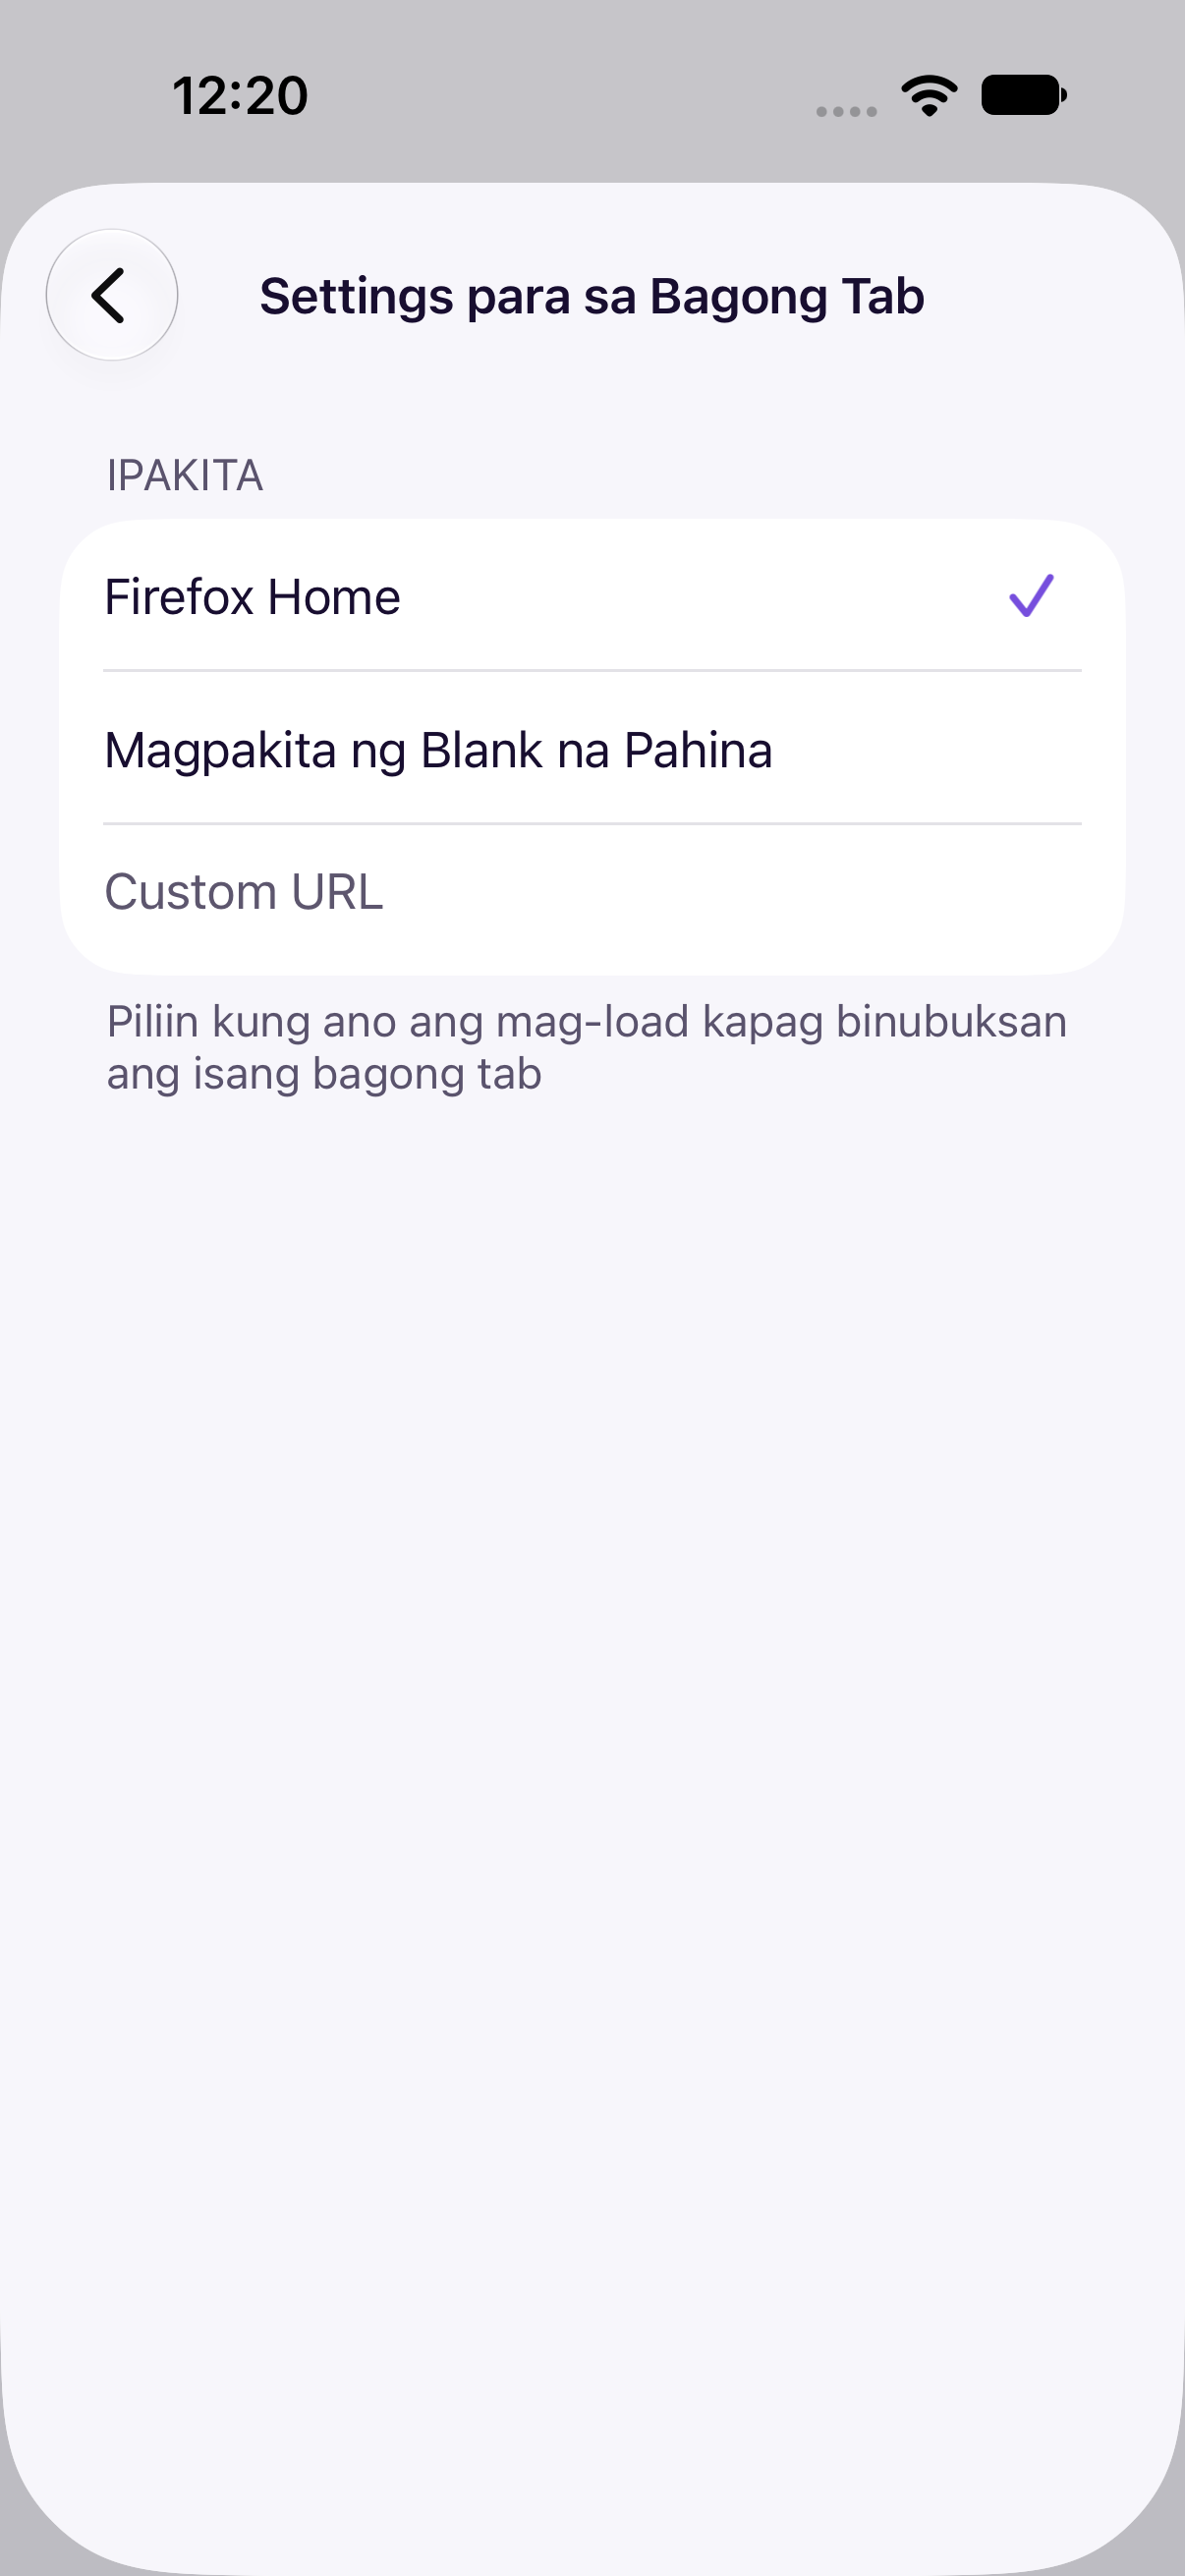 12:20
Settings para sa Bagong Tab
IPAKITA
Firefox Home
Magpakita ng Blank na Pahina
Custom URL
Piliin kung ano ang mag-load kapag binubuksan
ang isang bagong tab